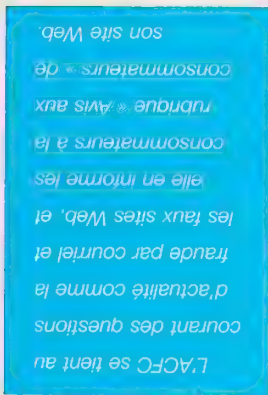 L'ACFC se tient au
courant des questions
d'actualité comme la
fraude par courriel et
les faux sites Web, et
elle en informe les
consommateurs à la
rubrique « Avis aux
consommateurs » de
son site Web.